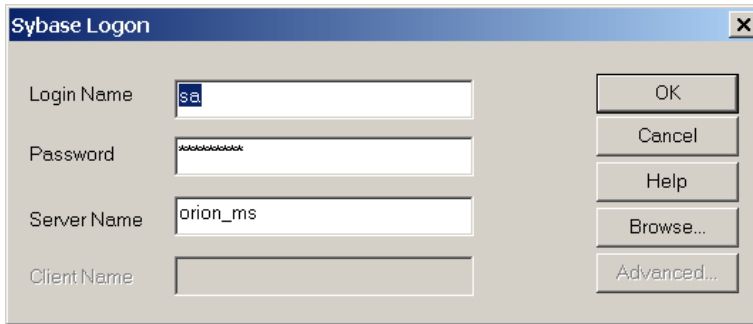 Sybase Logon
Login Name
sa
OK
Password
**********
Cancel
Help
Server Name
orion_ms
Browse...
Client Name
Advanced...